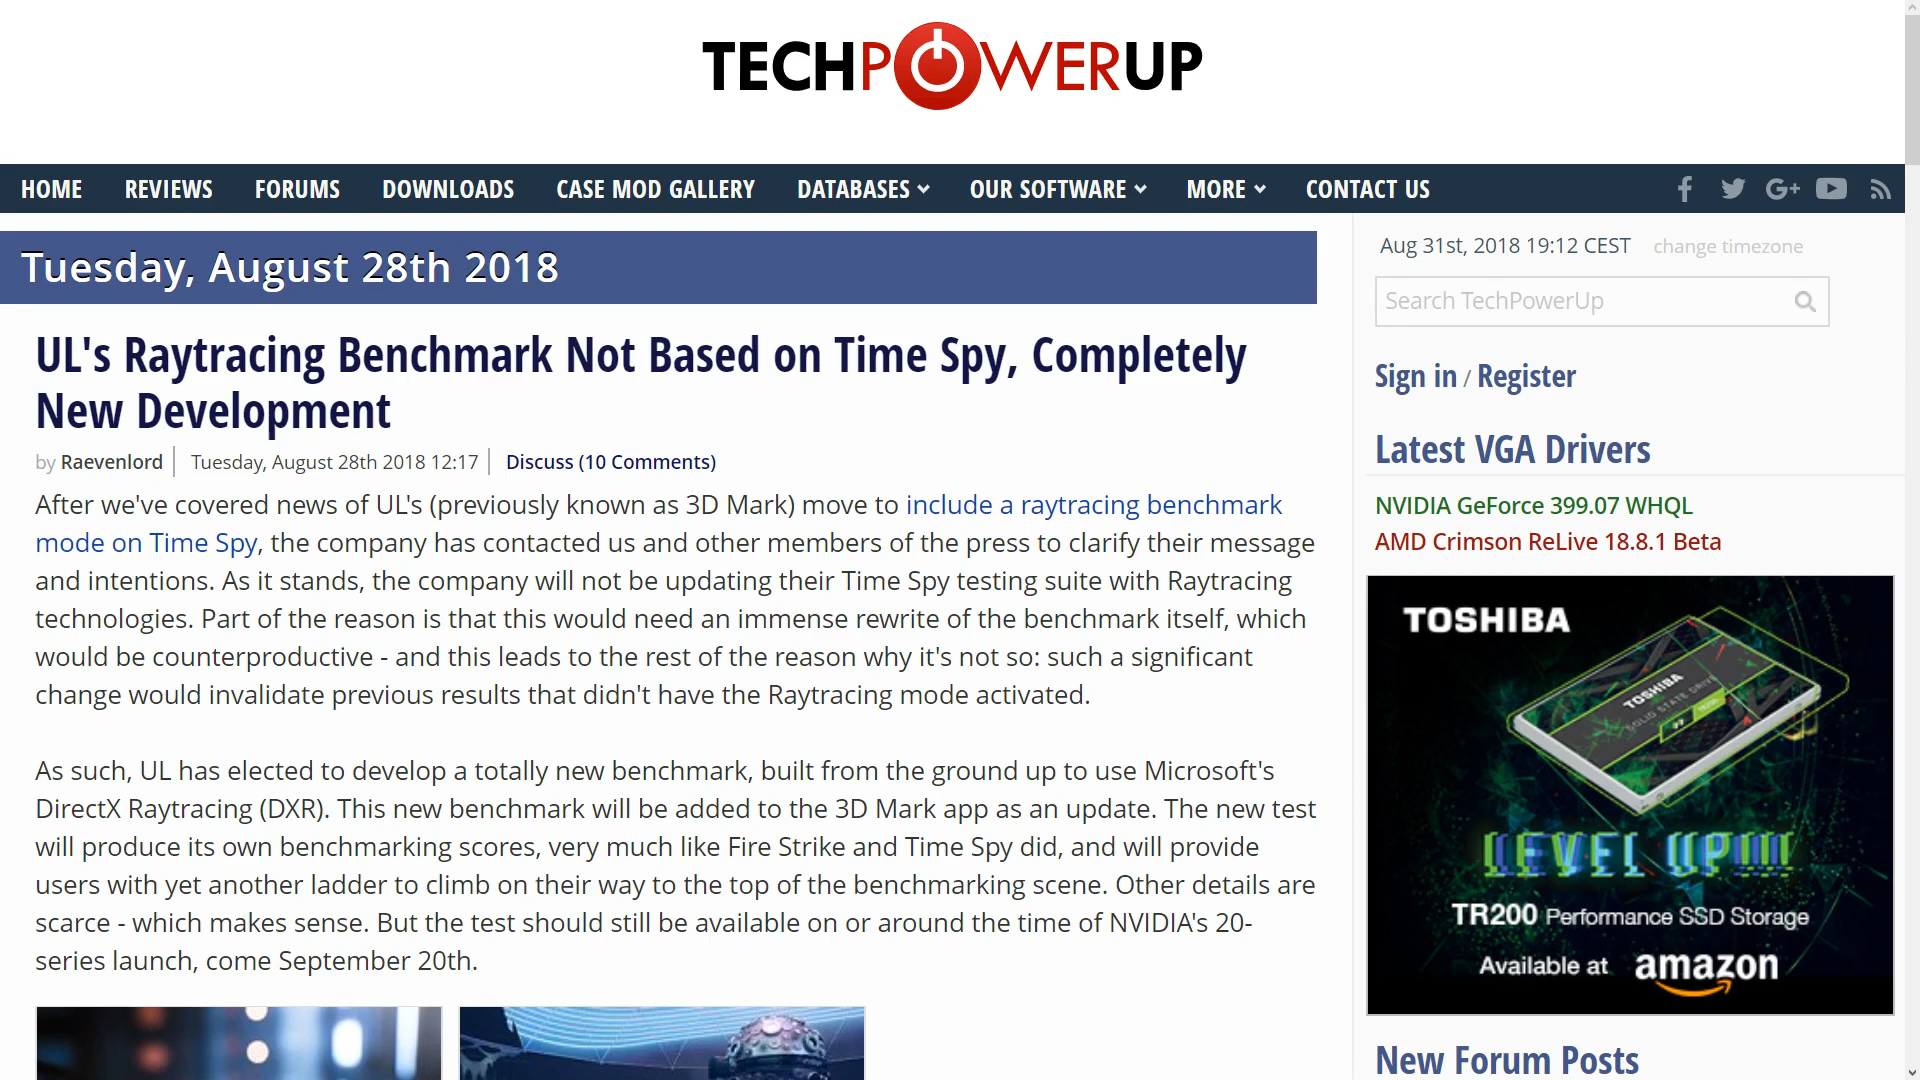 TECHPOWERUP
HOME REVIEWS FORUMS DOWNLOADS CASE MOD GALLERY DATABASES OUR SOFTWARE MORE CONTACT US
Tuesday, August 28th 2018
UL's Raytracing Benchmark Not Based on Time Spy, Completely
New Development
by Raevenlord Tuesday, August 28th 2018 12:17 Discuss (10 Comments)
After we've covered news of UL's (previously known as 3D Mark) move to include a raytracing benchmark
mode on Time Spy, the company has contacted us and other members of the press to clarify their message
and intentions. As it stands, the company will not be updating their Time Spy testing suite with Raytracing
technologies. Part of the reason is that this would need an immense rewrite of the benchmark itself, which
would be counterproductive - and this leads to the rest of the reason why it's not so: such a significant
change would invalidate previous results that didn't have the Raytracing mode activated.
As such, UL has elected to develop a totally new benchmark, built from the ground up to use Microsoft's
DirectX Raytracing (DXR). This new benchmark will be added to the 3D Mark app as an update. The new test
will produce its own benchmarking scores, very much like Fire Strike and Time Spy did, and will provide
users with yet another ladder to climb on their way to the top of the benchmarking scene. Other details are
scarce - which makes sense. But the test should still be available on or around the time of NVIDIA's 20-
series launch, come September 20th.
Aug 31st, 2018 19:12 CEST change timezone
Search TechPowerUp
Sign in / Register
Latest VGA Drivers
NVIDIA GeForce 399.07 WHQL
AMD Crimson ReLive 18.8.1 Beta
TOSHIBA
TOSHIBA
SOLID STATE DRIVE
LEVEL UP!!!!
TR200 Performance SSD Storage
Available at amazon
New Forum Posts